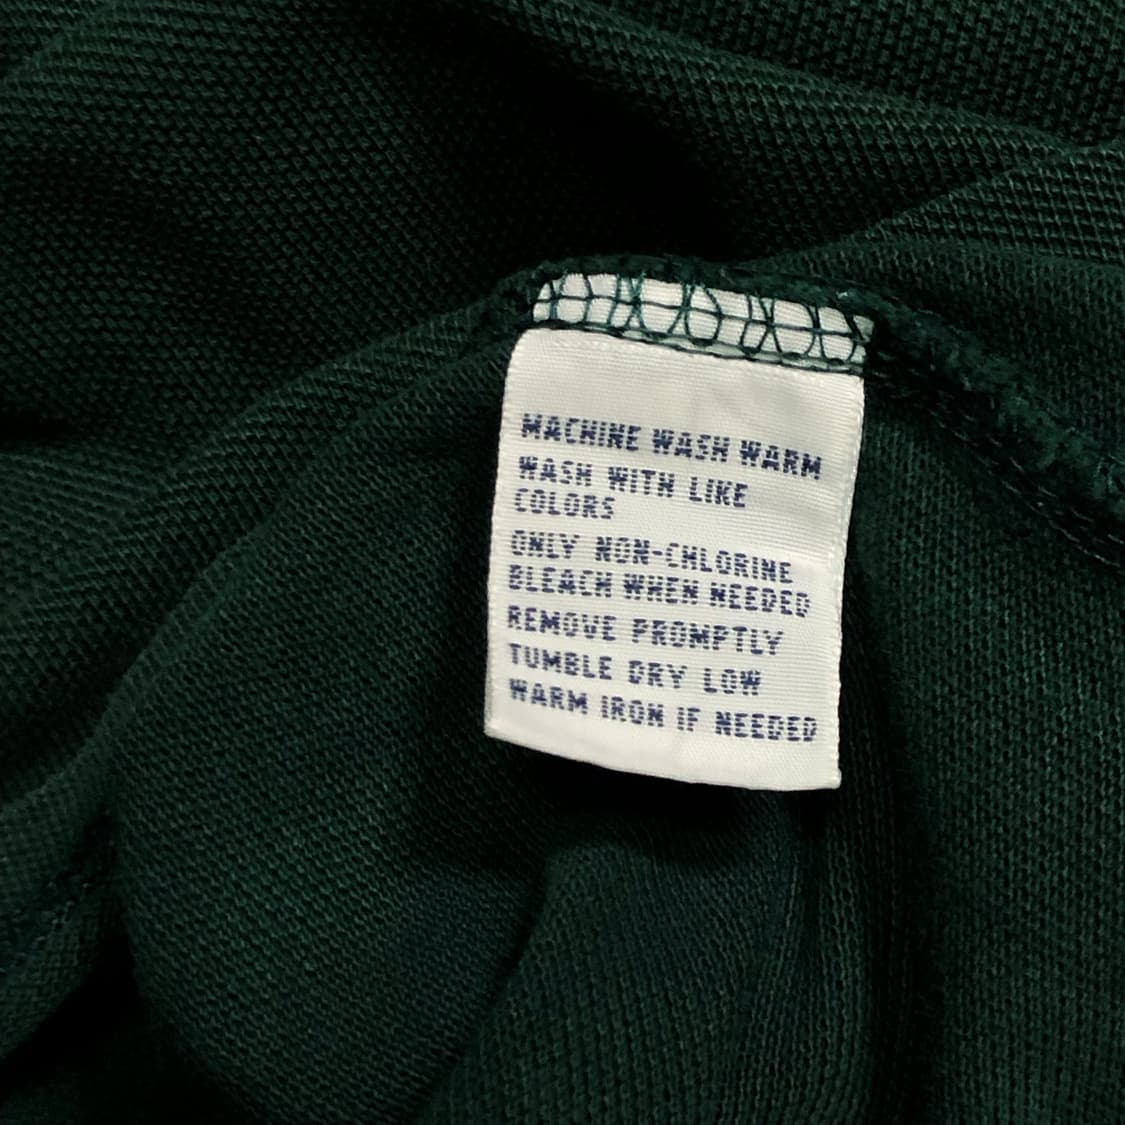 MACHINE WASH WARM
WASH WITH LIKE
COLORS
ONLY NON-CHLORINE
BLEACH WHEN NEEDED
REMOVE PROMPTLY
TUMBLE DRY LOW
WARM IRON IF NEEDED